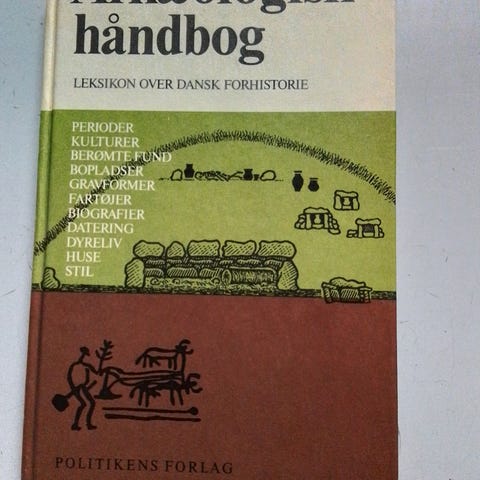 Arkæologisk
håndbog
LEKSIKON OVER DANSK FORHISTORIE
PERIODER
KULTURER
BERØMTE FUND
BOPLADSER
GRAVFORMER
FARTØJER
BIOGRAFIER
DATERING
DYRELIV
HUSE
STIL
POLITIKENS FORLAG